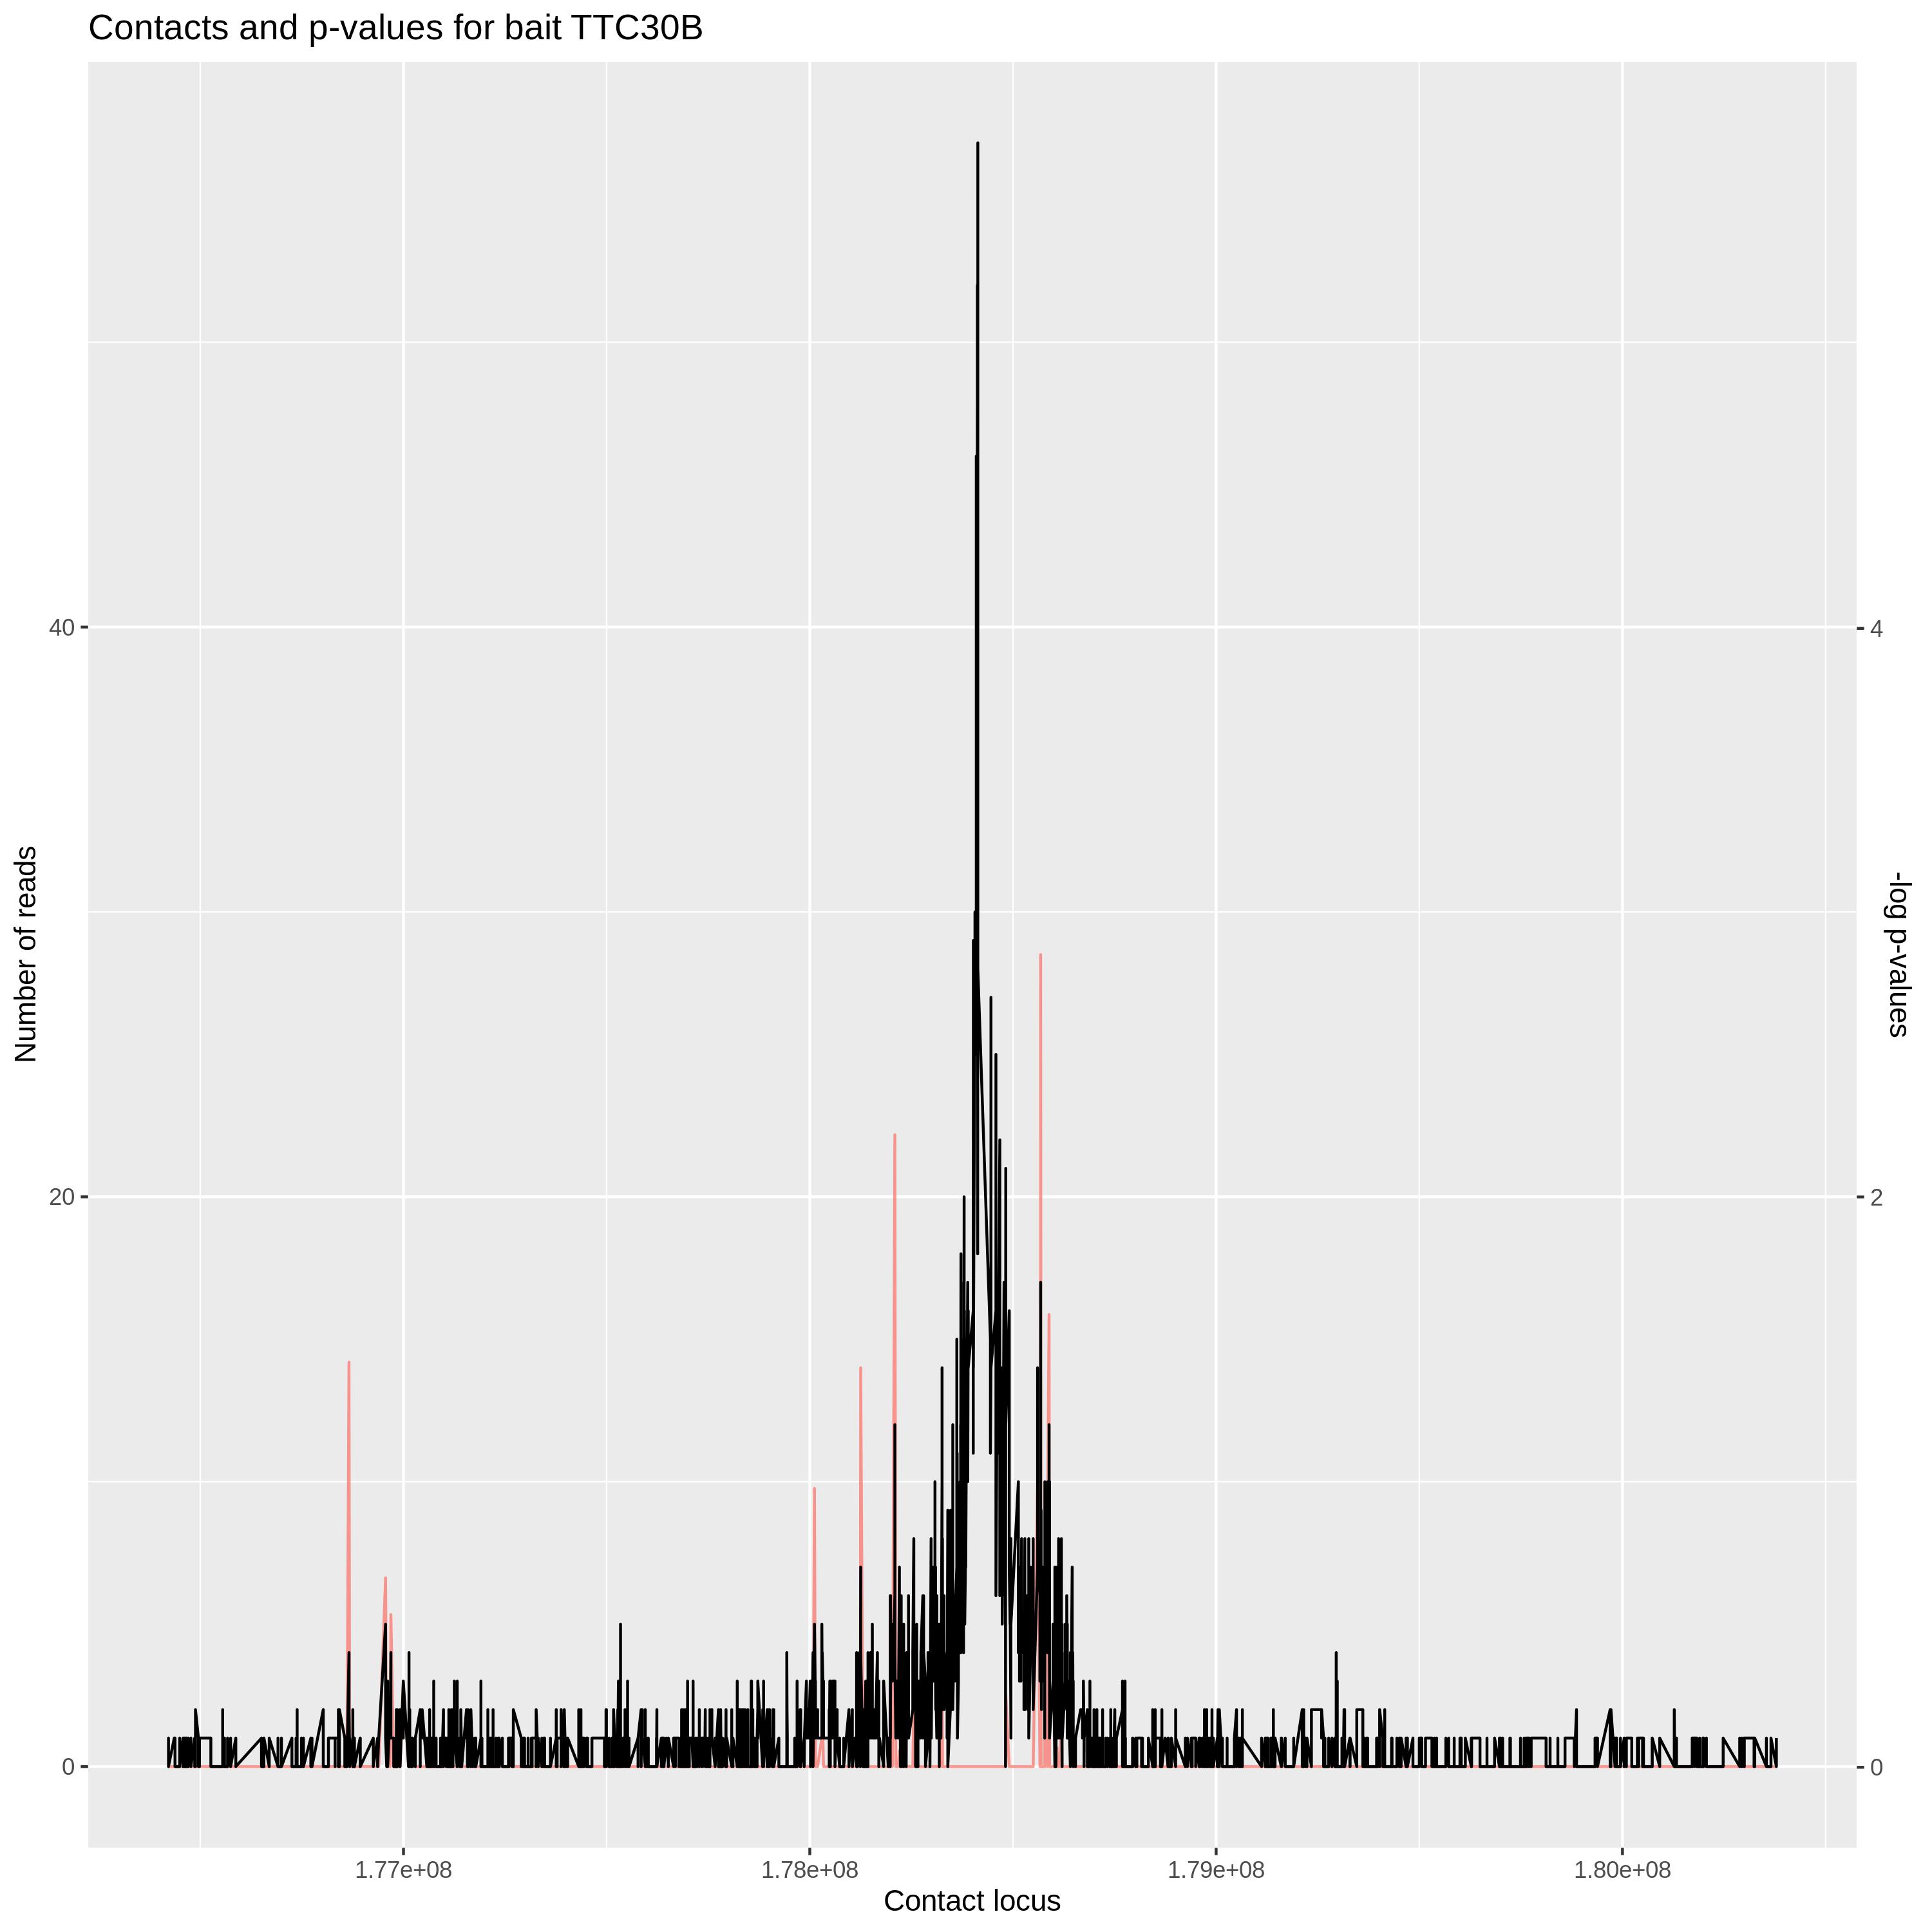 Contacts and p-values for bait TTC30B
Number of reads
40
20
0
-log p-values
4
2
0
1.77e+08
1.78e+08
1.79e+08
1.80e+08
Contact locus